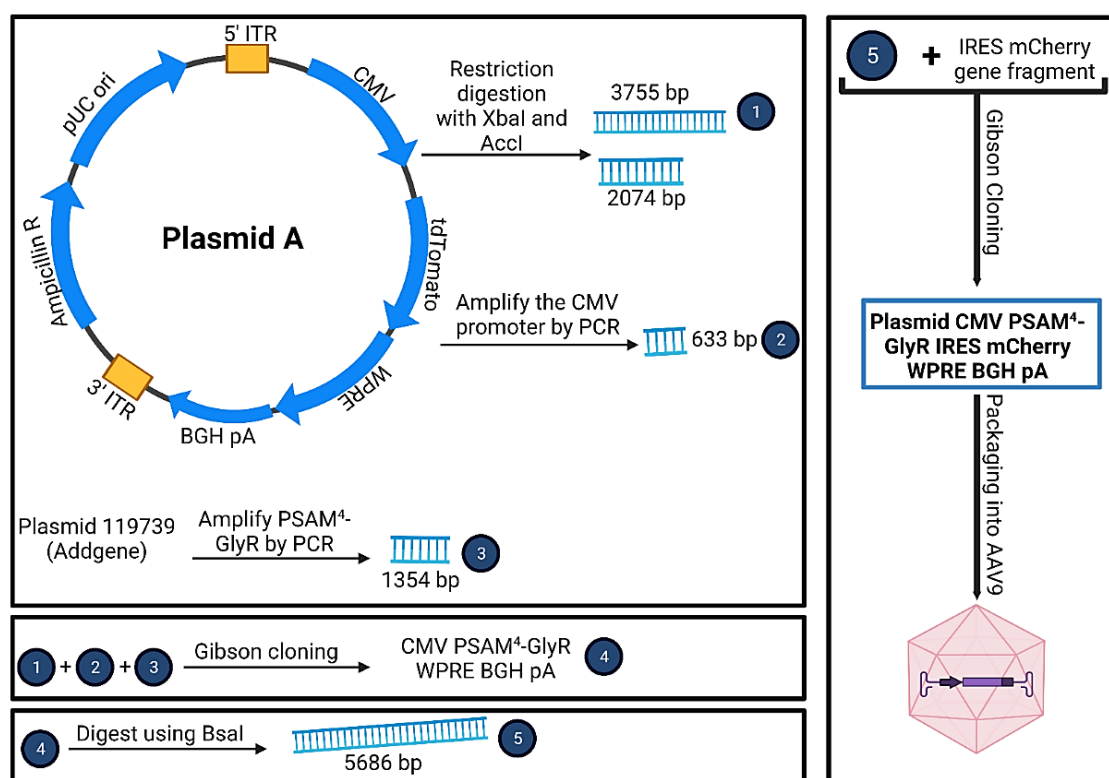 5' ITR
CMV
tdTomato
WPRE
BGH pA
3' ITR
Ampicillin R
pUC ori
Plasmid A
Restriction
digestion
with XbaI and
AccI
3755 bp
1
2074 bp
Amplify the CMV
promoter by PCR
633 bp
2
Plasmid 119739
(Addgene)
Amplify PSAM⁴-
GlyR by PCR
1354 bp
3
1 + 2 + 3
Gibson cloning
CMV PSAM⁴-GlyR
WPRE BGH pA
4
4
Digest using BsaI
5686 bp
5
5 + IRES mCherry
gene fragment
Gibson Cloning
Plasmid CMV PSAM⁴-
GlyR IRES mCherry
WPRE BGH pA
Packaging into AAV9